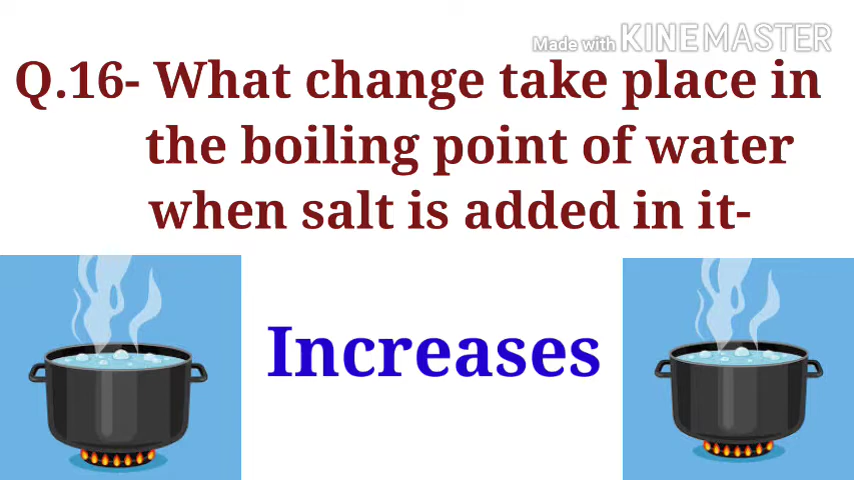 Made with KINEMASTER
Q.16- What change take place in
the boiling point of water
when salt is added in it-
Increases